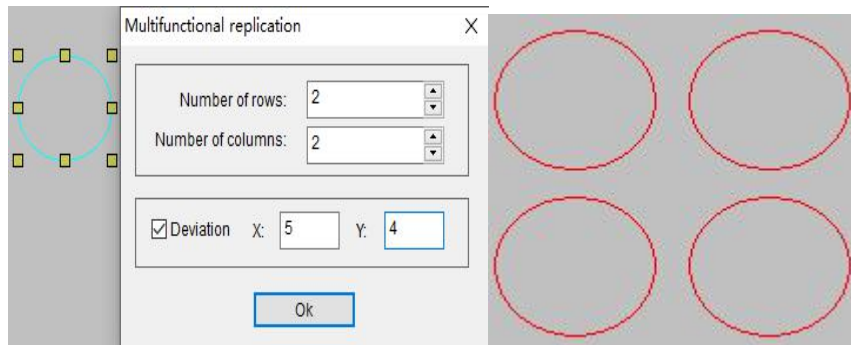 Multifunctional replication X
Number of rows: 2
Number of columns: 2
Deviation X: 5 Y: 4
Ok